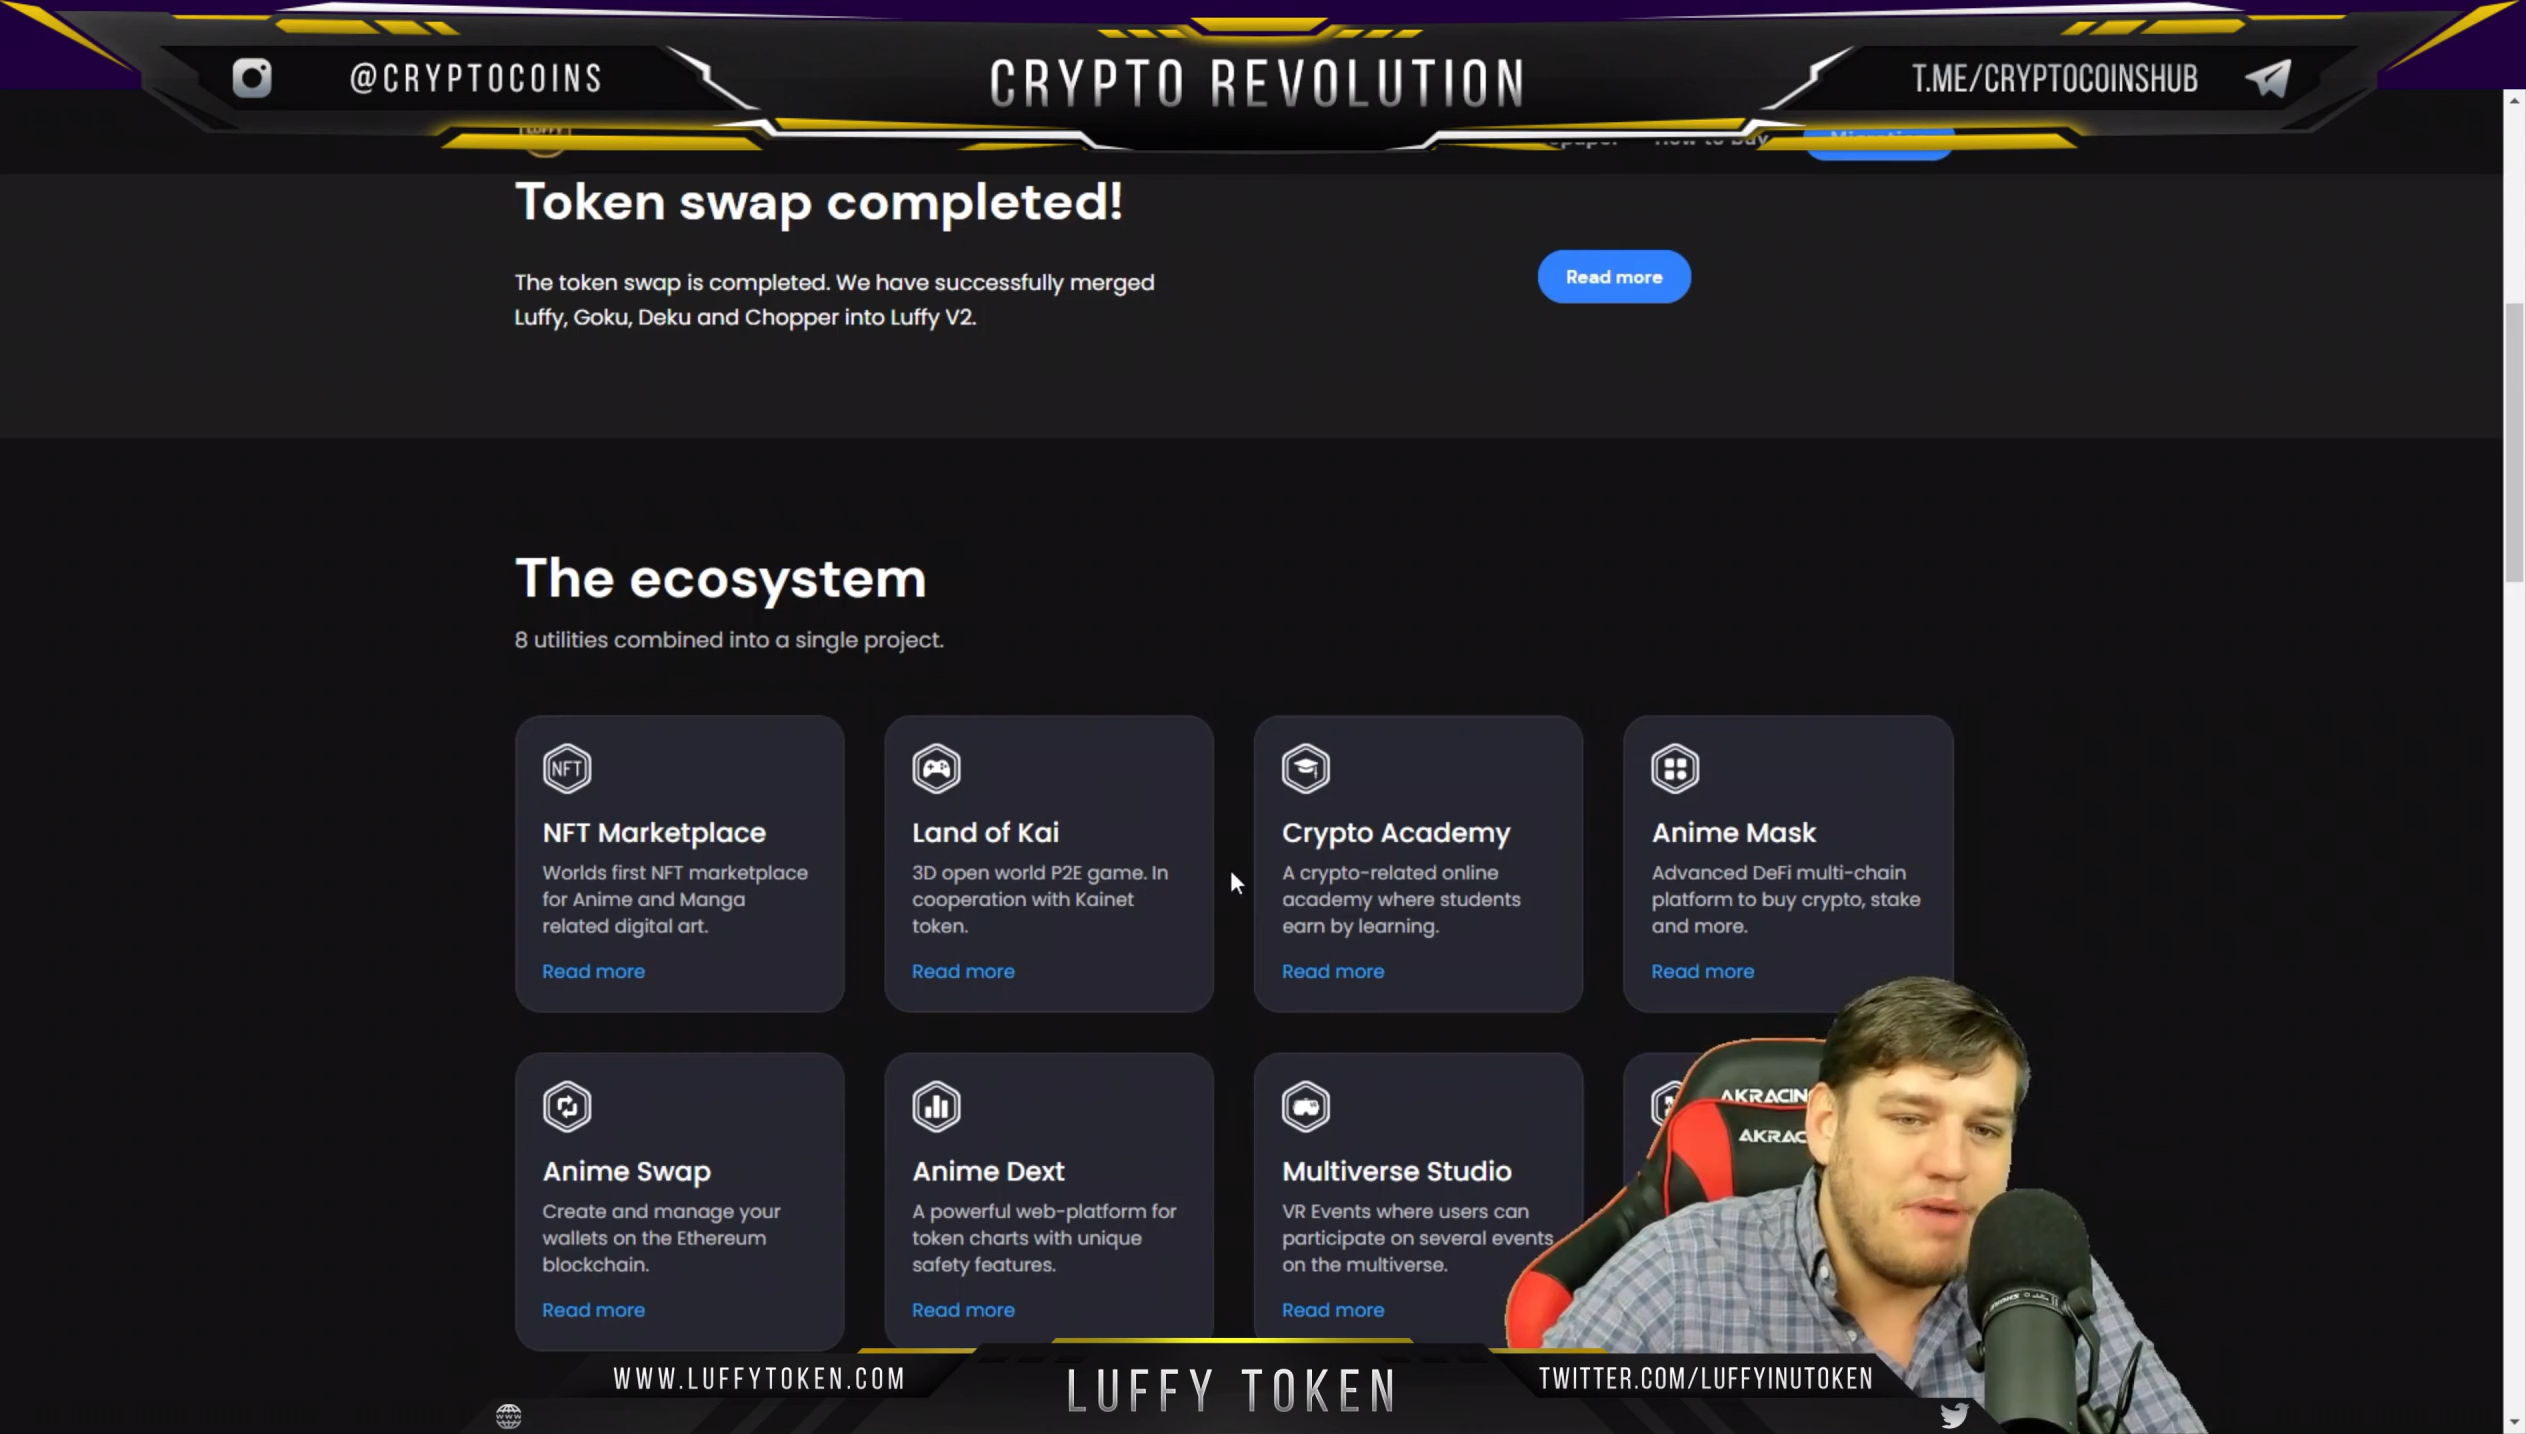 @CRYPTOCOINS
CRYPTO REVOLUTION
T.ME/CRYPTOCOINSHUB
LUFFY
How to Buy
Token swap completed!
The token swap is completed. We have successfully merged
Luffy, Goku, Deku and Chopper into Luffy V2.
Read more
The ecosystem
8 utilities combined into a single project.
NFT
NFT Marketplace
Worlds first NFT marketplace
for Anime and Manga
related digital art.
Read more
Land of Kai
3D open world P2E game. In
cooperation with Kainet
token.
Read more
Crypto Academy
A crypto-related online
academy where students
earn by learning.
Read more
Anime Mask
Advanced DeFi multi-chain
platform to buy crypto, stake
and more.
Read more
Anime Swap
Create and manage your
wallets on the Ethereum
blockchain.
Read more
Anime Dext
A powerful web-platform for
token charts with unique
safety features.
Read more
Multiverse Studio
VR Events where users can
participate on several events
on the multiverse.
Read more
AKRACIN
AKRAC
WWW.LUFFYTOKEN.COM
LUFFY TOKEN
TWITTER.COM/LUFFYINUTOKEN
www